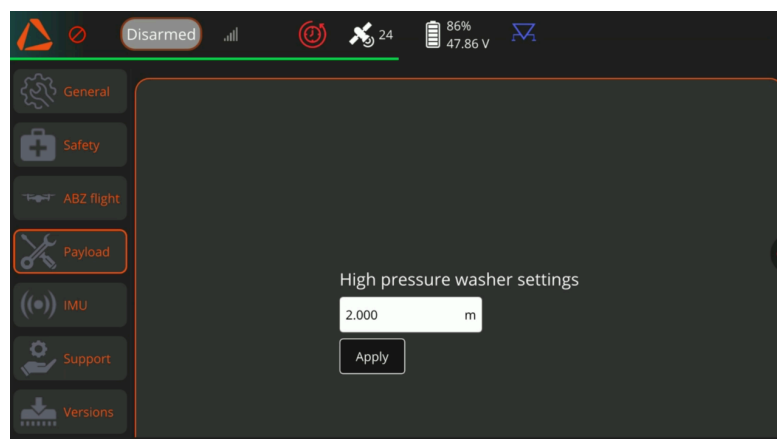 Disarmed
24
86%
47.86 V
General
Safety
ABZ flight
Payload
IMU
Support
Versions
High pressure washer settings
2.000 m
Apply